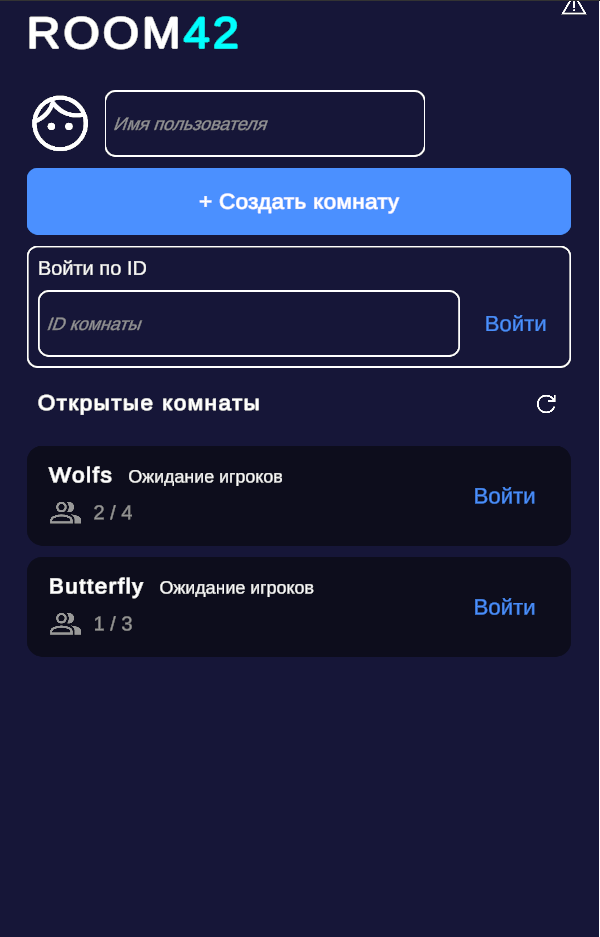 ROOM42
Имя пользователя
+ Создать комнату
Войти по ID
ID комнаты
Войти
Открытые комнаты
Wolfs Ожидание игроков
2 / 4
Войти
Butterfly Ожидание игроков
1 / 3
Войти